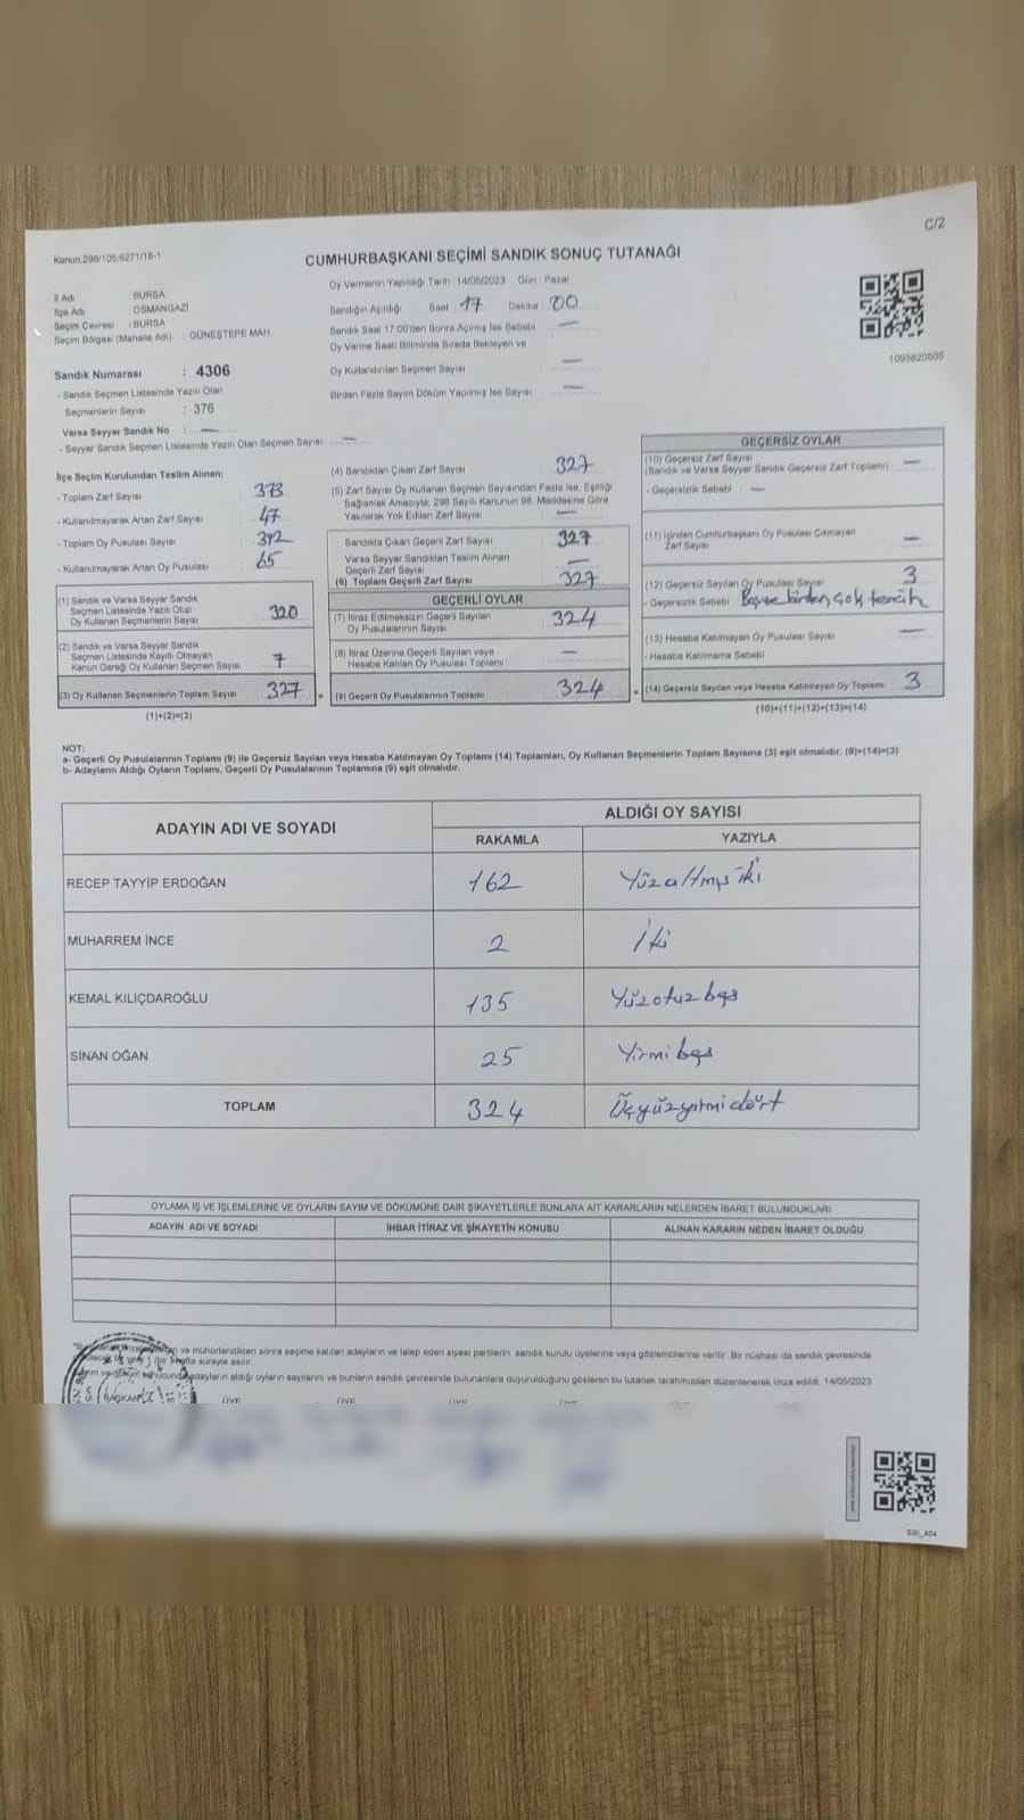 C/2
Kanun.298/105;6271/18-1
CUMHURBAŞKANI SEÇİMİ SANDIK SONUÇ TUTANAĞI
Oy Vermenin Yapıldığı Tarih 14/05/2023 Gün: Pazar
İl Adı : BURSA
İlçe Adı : OSMANGAZİ
Seçim Çevresi : BURSA
Seçim Bölgesi (Mahalle Adı) : GÜNEŞTEPE MAH.
Sandığın Açıldığı Saat 17 Dakika : 00
Sandık Saat 17:00'den Sonra Açılmış İse Sebebi —
Oy Verme Saati Bitiminde Sırada Bekleyen ve
Oy Kullandırılan Seçmen Sayısı —
Birden Fazla Sayım Döküm Yapılmış İse Sayısı —
1093620005
Sandık Numarası : 4306
- Sandık Seçmen Listesinde Yazılı Olan
Seçmenlerin Sayısı : 376
Varsa Seyyar Sandık No : —
- Seyyar Sandık Seçmen Listesinde Yazılı Olan Seçmen Sayısı : —
İlçe Seçim Kurulundan Teslim Alınan;
- Toplam Zarf Sayısı 373
- Kullanılmayarak Artan Zarf Sayısı 47
- Toplam Oy Pusulası Sayısı 392
- Kullanılmayarak Artan Oy Pusulası 65
(1) Sandık ve Varsa Seyyar Sandık
Seçmen Listesinde Yazılı Olup
Oy Kullanan Seçmenlerin Sayısı 320
(2) Sandık ve Varsa Seyyar Sandık
Seçmen Listesinde Kayıtlı Olmayan
Kanun Gereği Oy Kullanan Seçmen Sayısı 7
(3) Oy Kullanan Seçmenlerin Toplam Sayısı 327
(1)+(2)=(3)
(4) Sandıktan Çıkan Zarf Sayısı 327
(5) Zarf Sayısı Oy Kullanan Seçmen Sayısından Fazla İse, Eşitliği
Sağlamak Amacıyla, 298 Sayılı Kanunun 98. Maddesine Göre
Yakılarak Yok Edilen Zarf Sayısı —
Sandıkta Çıkan Geçerli Zarf Sayısı 327
Varsa Seyyar Sandıktan Teslim Alınan
Geçerli Zarf Sayısı —
(6) Toplam Geçerli Zarf Sayısı 327
GEÇERLİ OYLAR
(7) İtiraz Edilmeksizin Geçerli Sayılan
Oy Pusulalarının Sayısı 324
(8) İtiraz Üzerine Geçerli Sayılan veya
Hesaba Katılan Oy Pusulası Toplamı —
(9) Geçerli Oy Pusulalarının Toplamı 324
GEÇERSİZ OYLAR
(10) Geçersiz Zarf Sayısı
(Sandık ve Varsa Seyyar Sandık Geçersiz Zarf Toplamı) —
- Geçersizlik Sebebi —
(11) İçinden Cumhurbaşkanı Oy Pusulası Çıkmayan
Zarf Sayısı —
(12) Geçersiz Sayılan Oy Pusulası Sayısı 3
- Geçersizlik Sebebi birden çok tercih
(13) Hesaba Katılmayan Oy Pusulası Sayısı —
- Hesaba Katılmama Sebebi
(14) Geçersiz Sayılan veya Hesaba Katılmayan Oy Toplamı 3
(10)+(11)+(12)+(13)=(14)
NOT:
a- Geçerli Oy Pusulalarının Toplamı (9) ile Geçersiz Sayılan veya Hesaba Katılmayan Oy Toplamı (14) Toplamları, Oy Kullanan Seçmenlerin Toplam Sayısına (3) eşit olmalıdır. (9)+(14)=(3)
b- Adayların Aldığı Oyların Toplamı, Geçerli Oy Pusulalarının Toplamına (9) eşit olmalıdır.
ADAYIN ADI VE SOYADI ALDIĞI OY SAYISI
RAKAMLA YAZIYLA
RECEP TAYYİP ERDOĞAN 162 Yüzaltmış iki
MUHARREM İNCE 2 İki
KEMAL KILIÇDAROĞLU 135 Yüzotuz beş
SİNAN OĞAN 25 Yirmi beş
TOPLAM 324 Üçyüzyirmidört
OYLAMA İŞ VE İŞLEMLERİNE VE OYLARIN SAYIM VE DÖKÜMÜNE DAİR ŞİKAYETLERLE BUNLARA AİT KARARLARIN NELERDEN İBARET BULUNDUKLARI
ADAYIN ADI VE SOYADI İHBAR İTİRAZ VE ŞİKAYETİN KONUSU ALINAN KARARIN NEDEN İBARET OLDUĞU
ve mühürlendikten sonra seçime katılan adayların ve talep eden siyasi partilerin sandık kurulu üyelerine veya gözlemcilerine verilir. Bir nüshası da sandık çevresinde
hafta süreyle asılır.
adayların aldığı oyların sayılarını ve bunların sandık çevresinde bulunanlara duyurulduğunu gösteren bu tutanak tarafımızdan düzenlenerek imza edildi. 14/05/2023